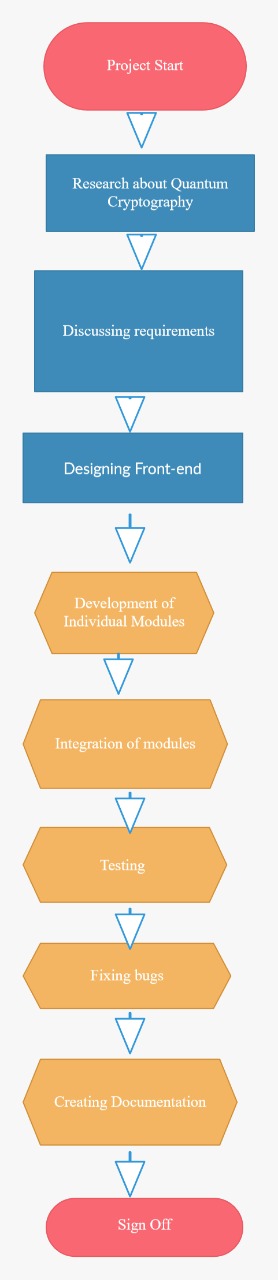 Project Start
Research about Quantum
Cryptography
Discussing requirements
Designing Front-end
Development of
Individual Modules
Integration of modules
Testing
Fixing bugs
Creating Documentation
Sign Off